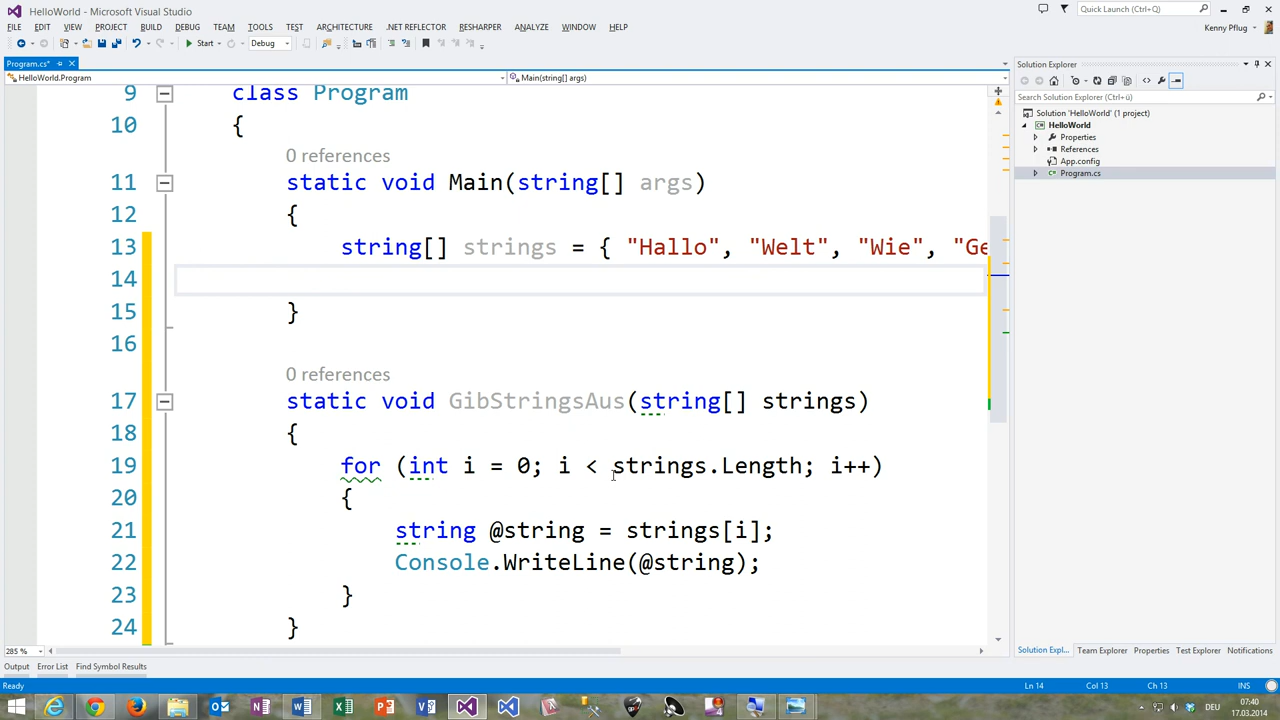 HelloWorld - Microsoft Visual Studio
Quick Launch (Ctrl+Q)
FILE EDIT VIEW PROJECT BUILD DEBUG TEAM TOOLS TEST ARCHITECTURE .NET REFLECTOR RESHARPER ANALYZE WINDOW HELP
Kenny Pflug
Start Debug
Program.cs*
HelloWorld.Program
Main(string[] args)
9 class Program
10 {
0 references
11 static void Main(string[] args)
12 {
13 string[] strings = { "Hallo", "Welt", "Wie", "Ge
14
15 }
16
0 references
17 static void GibStringsAus(string[] strings)
18 {
19 for (int i = 0; i < strings.Length; i++)
20 {
21 string @string = strings[i];
22 Console.WriteLine(@string);
23 }
24 }
285 %
Solution Explorer
Search Solution Explorer (Ctrl+ü)
Solution 'HelloWorld' (1 project)
HelloWorld
Properties
References
App.config
Program.cs
Solution Expl... Team Explorer Properties Test Explorer Notifications
Output Error List Find Symbol Results
Ready Ln 14 Col 13 Ch 13 INS
DEU
07:40
17.03.2014